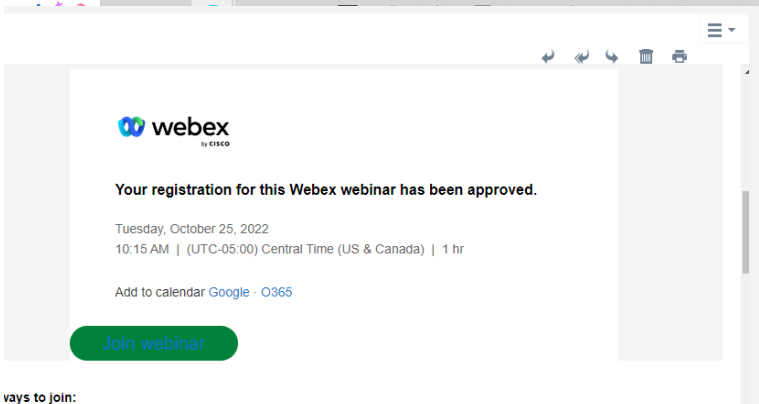 webex
by CISCO
Your registration for this Webex webinar has been approved.
Tuesday, October 25, 2022
10:15 AM | (UTC-05:00) Central Time (US & Canada) | 1 hr
Add to calendar Google · O365
Join webinar
ways to join: